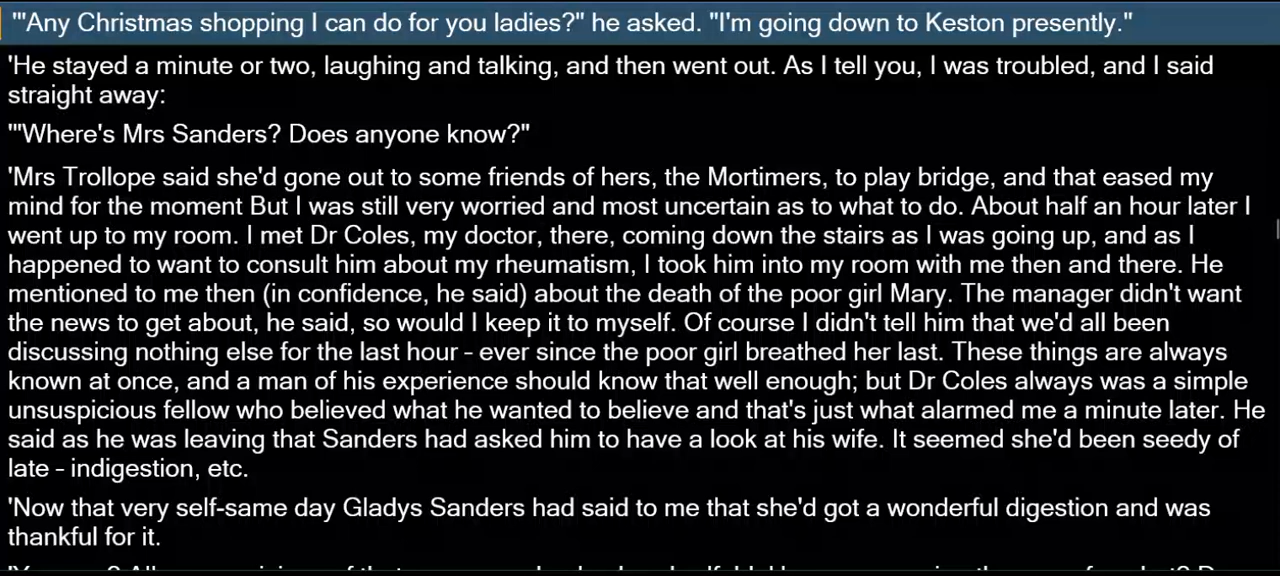 '"Any Christmas shopping I can do for you ladies?" he asked. "I'm going down to Keston presently."
'He stayed a minute or two, laughing and talking, and then went out. As I tell you, I was troubled, and I said
straight away:
'"Where's Mrs Sanders? Does anyone know?"
'Mrs Trollope said she'd gone out to some friends of hers, the Mortimers, to play bridge, and that eased my
mind for the moment But I was still very worried and most uncertain as to what to do. About half an hour later I
went up to my room. I met Dr Coles, my doctor, there, coming down the stairs as I was going up, and as I
happened to want to consult him about my rheumatism, I took him into my room with me then and there. He
mentioned to me then (in confidence, he said) about the death of the poor girl Mary. The manager didn't want
the news to get about, he said, so would I keep it to myself. Of course I didn't tell him that we'd all been
discussing nothing else for the last hour – ever since the poor girl breathed her last. These things are always
known at once, and a man of his experience should know that well enough; but Dr Coles always was a simple
unsuspicious fellow who believed what he wanted to believe and that's just what alarmed me a minute later. He
said as he was leaving that Sanders had asked him to have a look at his wife. It seemed she'd been seedy of
late – indigestion, etc.
'Now that very self-same day Gladys Sanders had said to me that she'd got a wonderful digestion and was
thankful for it.